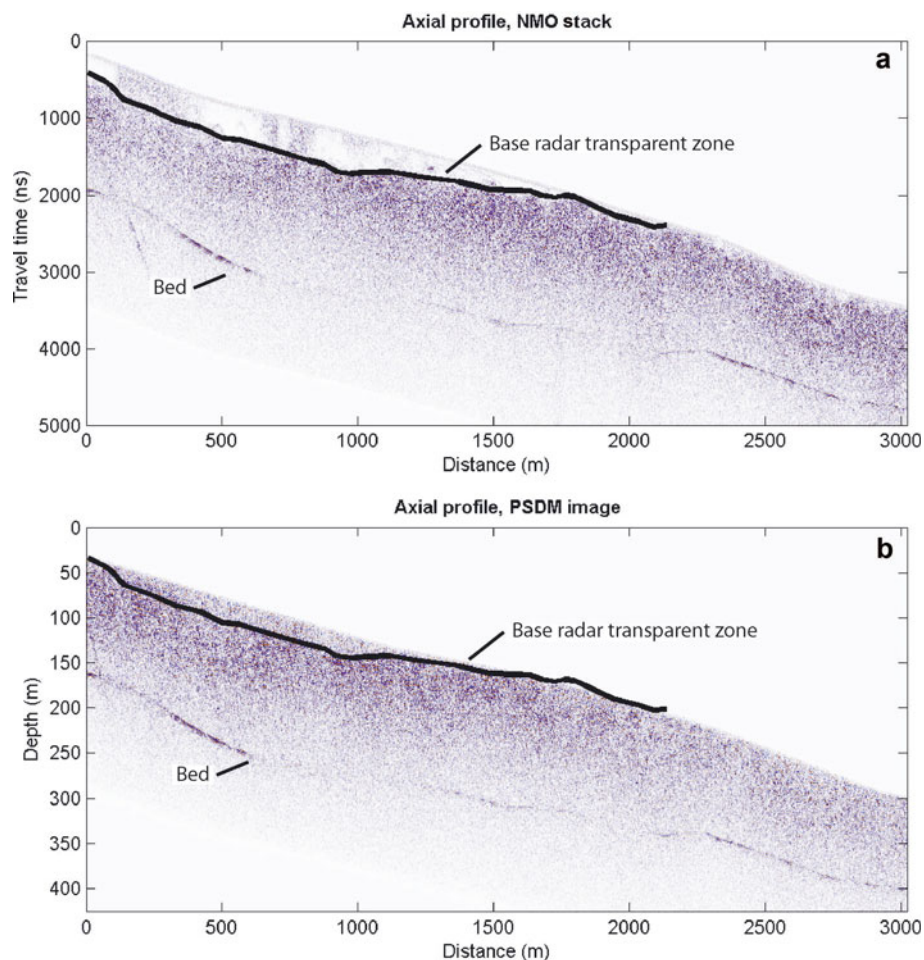 Axial profile, NMO stack
a
0
1000
2000
3000
4000
5000
Travel time (ns)
Base radar transparent zone
Bed
0 500 1000 1500 2000 2500 3000
Distance (m)
Axial profile, PSDM image
b
0
50
100
150
200
250
300
350
400
Depth (m)
Base radar transparent zone
Bed
0 500 1000 1500 2000 2500 3000
Distance (m)